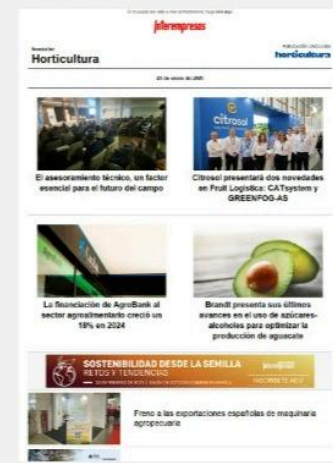 Interempresas
Newsletter
Horticultura
horticultura
citrosol
El asesoramiento técnico, un factor
esencial para el futuro del campo
Citrosol presentará dos novedades
en Fruit Logistica: CATsystem y
GREENFOG-AS
La financiación de AgroBank al
sector agroalimentario creció un
18% en 2024
Brandt presenta sus últimos
avances en el uso de azúcares-
alcoholes para optimizar la
producción de aguacate
SOSTENIBILIDAD DESDE LA SEMILLA
RETOS Y TENDENCIAS
INSCRÍBETE AQUÍ
Freno a las exportaciones españolas de maquinaria
agropecuaria